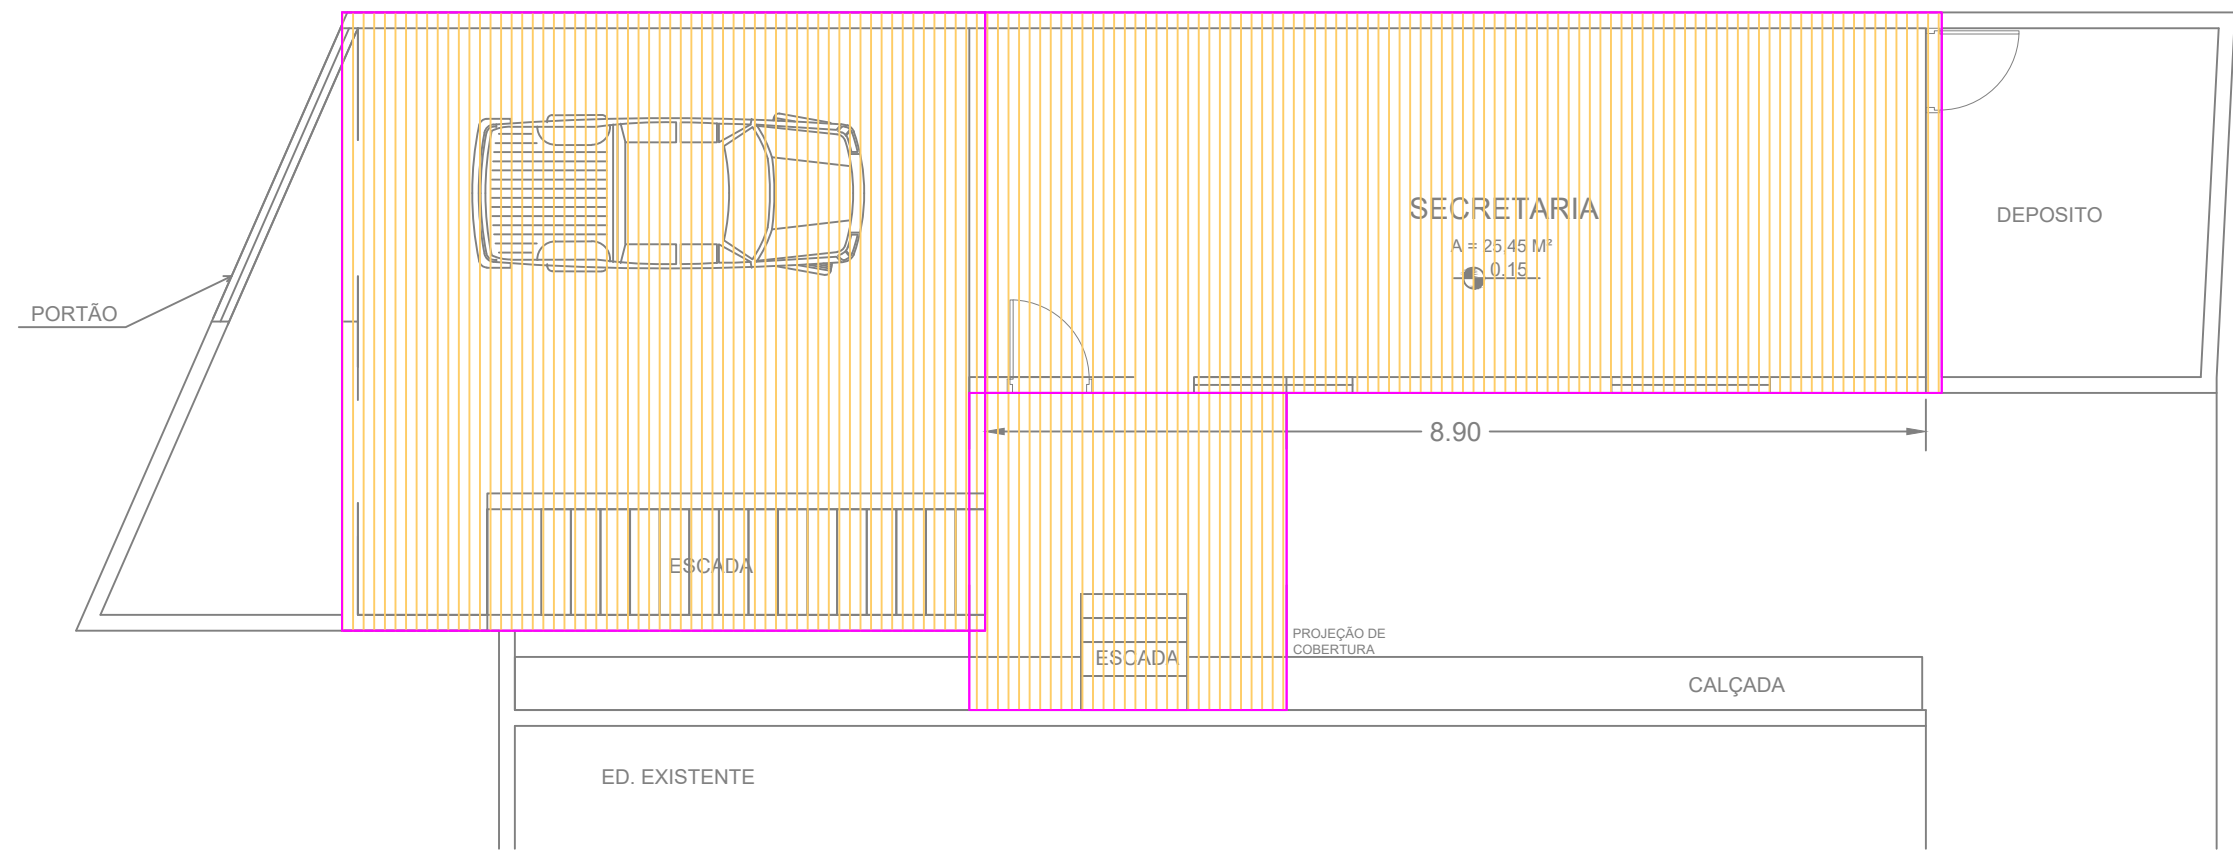 SECRETARIA
A = 25,45 M²
0.15
DEPOSITO
PORTÃO
8.90
ESCADA
PROJEÇÃO DE
COBERTURA
ESCADA
CALÇADA
ED. EXISTENTE